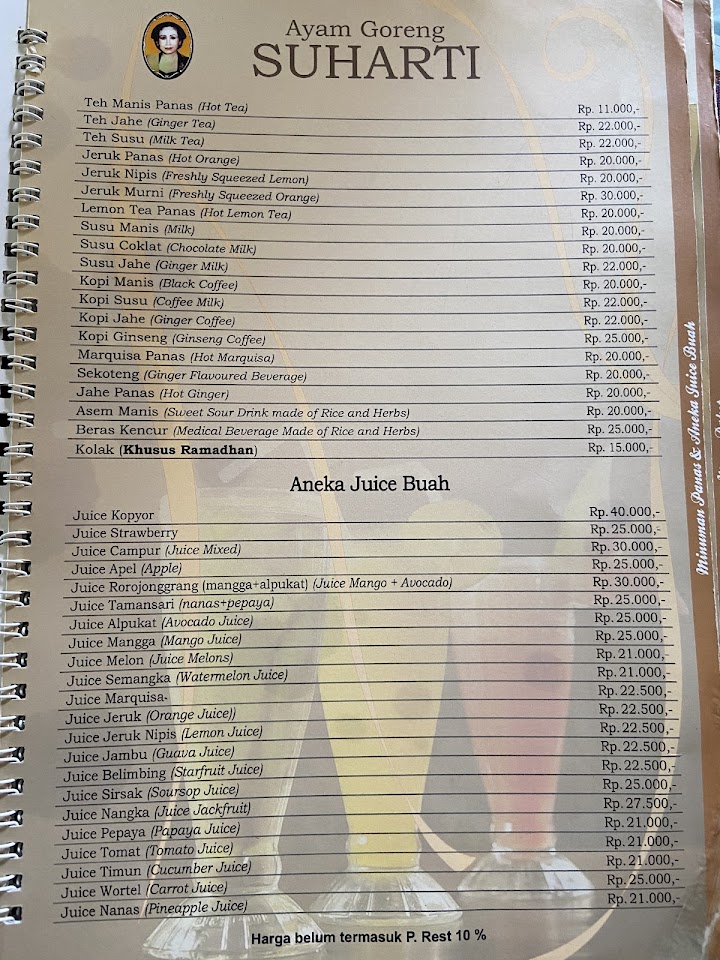 Ayam Goreng
SUHARTI
Teh Manis Panas (Hot Tea) Rp. 11.000,-
Teh Jahe (Ginger Tea) Rp. 22.000,-
Teh Susu (Milk Tea) Rp. 22.000,-
Jeruk Panas (Hot Orange) Rp. 20.000,-
Jeruk Nipis (Freshly Squeezed Lemon) Rp. 20.000,-
Jeruk Murni (Freshly Squeezed Orange) Rp. 30.000,-
Lemon Tea Panas (Hot Lemon Tea) Rp. 20.000,-
Susu Manis (Milk) Rp. 20.000,-
Susu Coklat (Chocolate Milk) Rp. 20.000,-
Susu Jahe (Ginger Milk) Rp. 22.000,-
Kopi Manis (Black Coffee) Rp. 20.000,-
Kopi Susu (Coffee Milk) Rp. 22.000,-
Kopi Jahe (Ginger Coffee) Rp. 22.000,-
Kopi Ginseng (Ginseng Coffee) Rp. 25.000,-
Marquisa Panas (Hot Marquisa) Rp. 20.000,-
Sekoteng (Ginger Flavoured Beverage) Rp. 20.000,-
Jahe Panas (Hot Ginger) Rp. 20.000,-
Asem Manis (Sweet Sour Drink made of Rice and Herbs) Rp. 20.000,-
Beras Kencur (Medical Beverage Made of Rice and Herbs) Rp. 25.000,-
Kolak (Khusus Ramadhan) Rp. 15.000,-
Aneka Juice Buah
Juice Kopyor Rp. 40.000,-
Juice Strawberry Rp. 25.000,-
Juice Campur (Juice Mixed) Rp. 30.000,-
Juice Apel (Apple) Rp. 25.000,-
Juice Rorojonggrang (mangga+alpukat) (Juice Mango + Avocado) Rp. 30.000,-
Juice Tamansari (nanas+pepaya) Rp. 25.000,-
Juice Alpukat (Avocado Juice) Rp. 25.000,-
Juice Mangga (Mango Juice) Rp. 25.000,-
Juice Melon (Juice Melons) Rp. 21.000,-
Juice Semangka (Watermelon Juice) Rp. 21.000,-
Juice Marquisa Rp. 22.500,-
Juice Jeruk (Orange Juice)) Rp. 22.500,-
Juice Jeruk Nipis (Lemon Juice) Rp. 22.500,-
Juice Jambu (Guava Juice) Rp. 22.500,-
Juice Belimbing (Starfruit Juice) Rp. 22.500,-
Juice Sirsak (Soursop Juice) Rp. 25.000,-
Juice Nangka (Juice Jackfruit) Rp. 27.500,-
Juice Pepaya (Papaya Juice) Rp. 21.000,-
Juice Tomat (Tomato Juice) Rp. 21.000,-
Juice Timun (Cucumber Juice) Rp. 21.000,-
Juice Wortel (Carrot Juice) Rp. 25.000,-
Juice Nanas (Pineapple Juice) Rp. 21.000,-
Harga belum termasuk P. Rest 10 %
Minuman Panas & Aneka Juice Buah